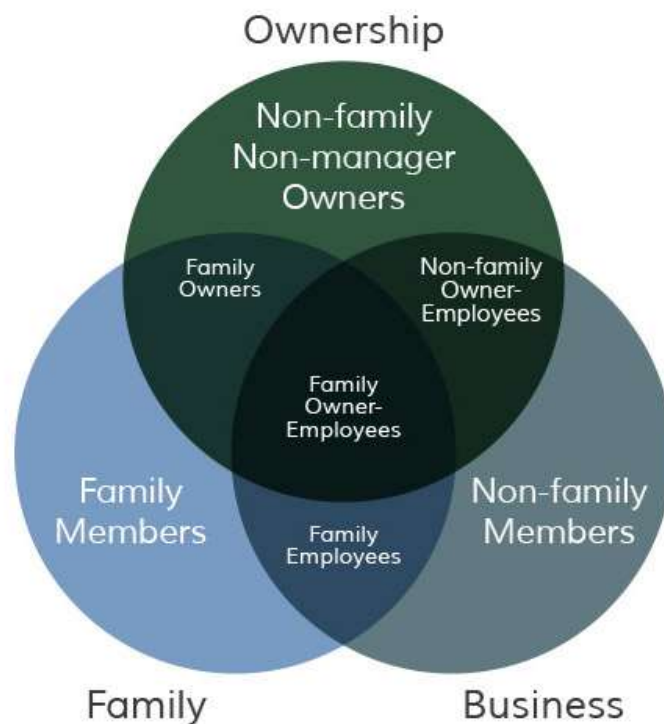 Ownership
Non-family
Non-manager
Owners
Family
Owners
Non-family
Owner-
Employees
Family
Owner-
Employees
Family
Members
Non-family
Members
Family
Employees
Family
Business